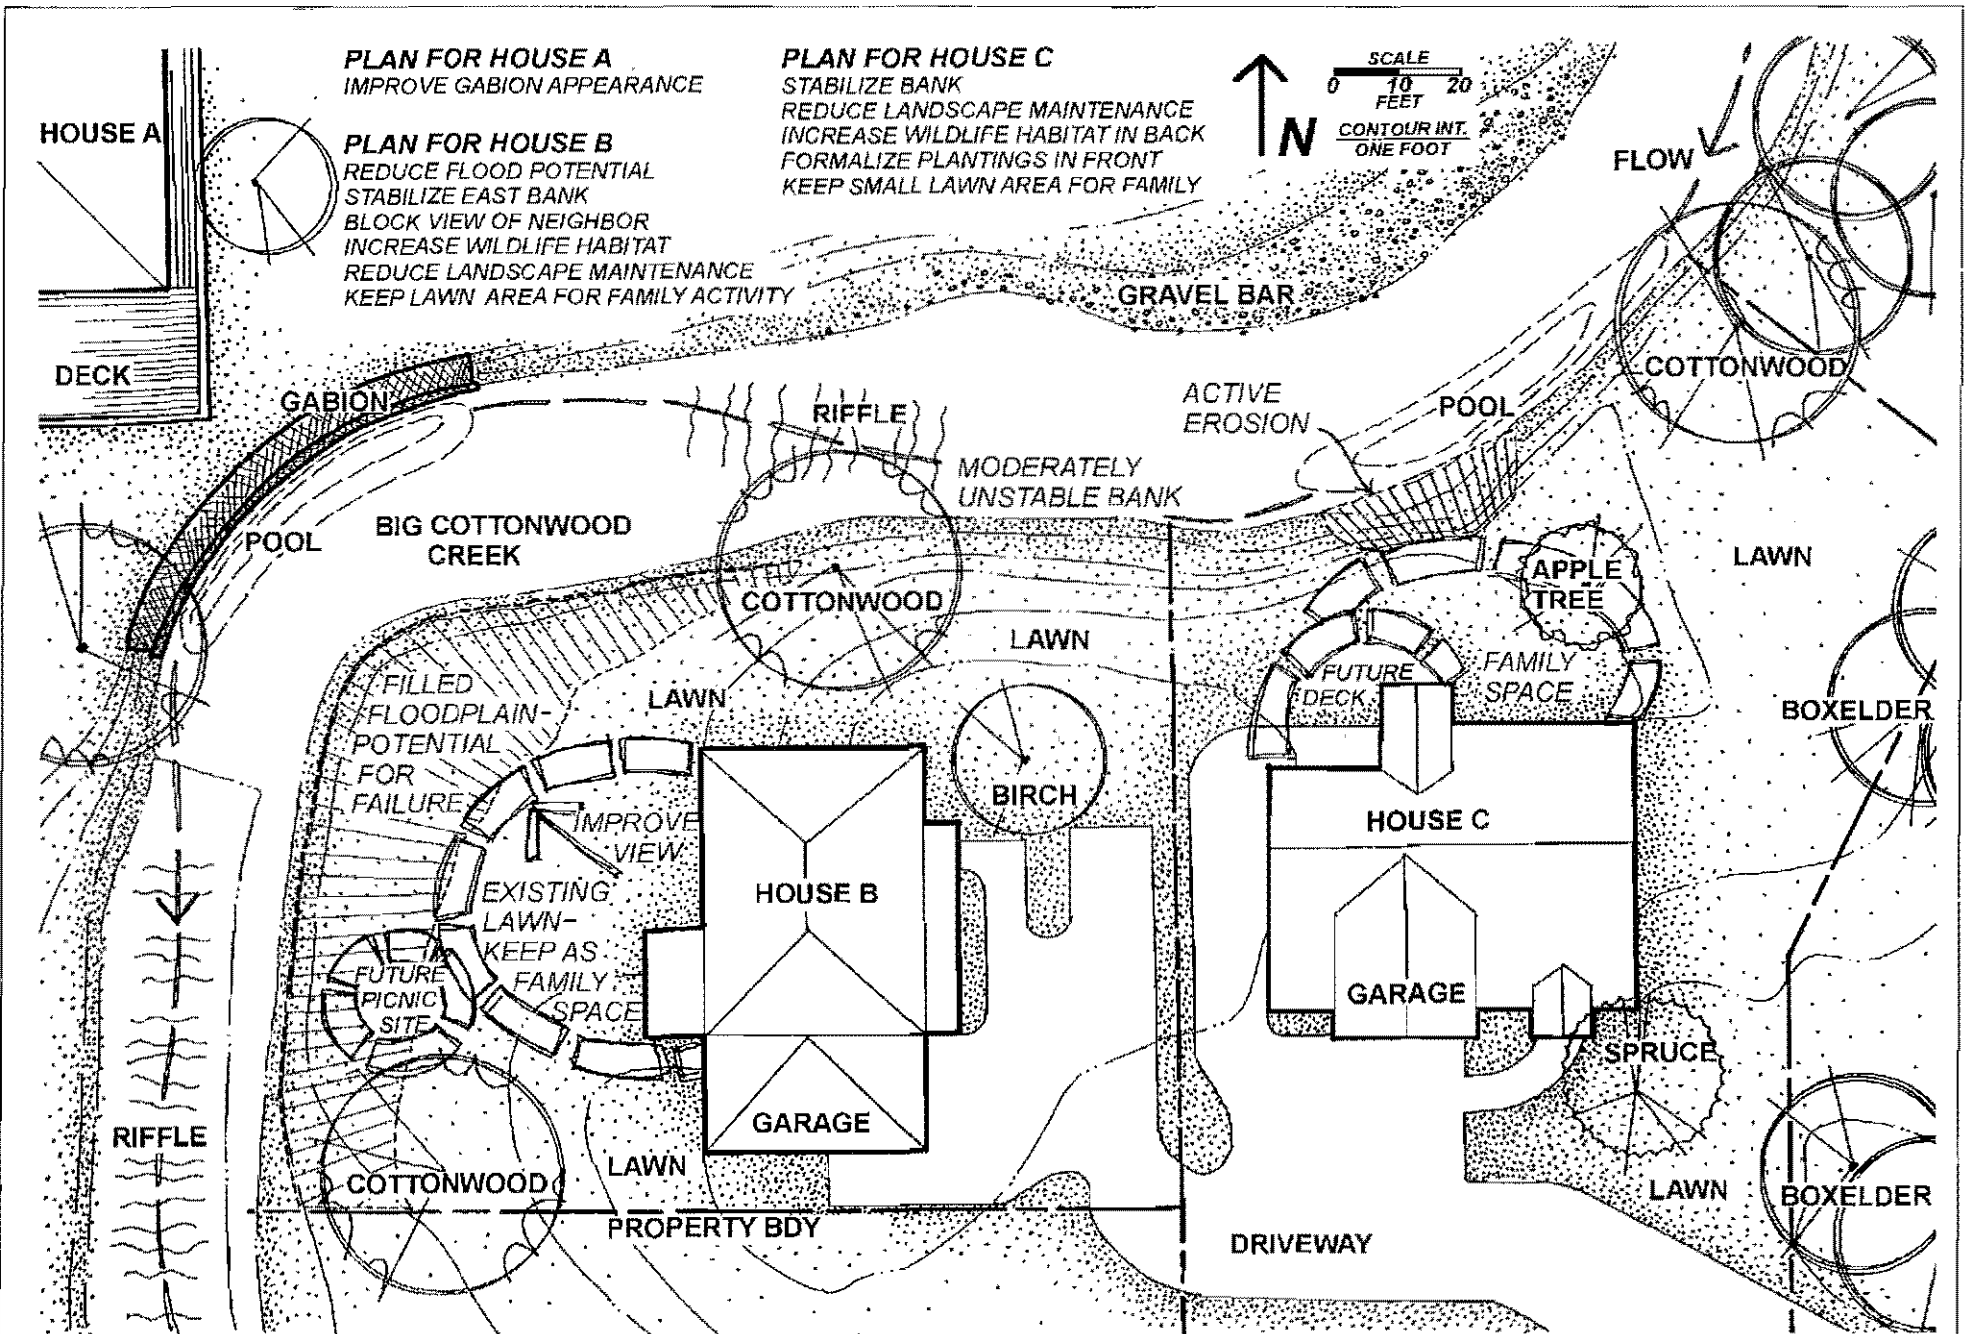 PLAN FOR HOUSE A
IMPROVE GABION APPEARANCE
PLAN FOR HOUSE B
REDUCE FLOOD POTENTIAL
STABILIZE EAST BANK
BLOCK VIEW OF NEIGHBOR
INCREASE WILDLIFE HABITAT
REDUCE LANDSCAPE MAINTENANCE
KEEP LAWN AREA FOR FAMILY ACTIVITY
PLAN FOR HOUSE C
STABILIZE BANK
REDUCE LANDSCAPE MAINTENANCE
INCREASE WILDLIFE HABITAT IN BACK
FORMALIZE PLANTINGS IN FRONT
KEEP SMALL LAWN AREA FOR FAMILY
N
SCALE
0 10 20
FEET
CONTOUR INT.
ONE FOOT
HOUSE A
FLOW
GRAVEL BAR
DECK
GABION
COTTONWOOD
RIFFLE
ACTIVE
EROSION
POOL
MODERATELY
UNSTABLE BANK
POOL
BIG COTTONWOOD
CREEK
LAWN
APPLE
TREE
COTTONWOOD
LAWN
FUTURE
DECK
FAMILY
SPACE
FILLED
FLOODPLAIN-
POTENTIAL
FOR
FAILURE
LAWN
BOXELDER
BIRCH
IMPROVE
VIEW
HOUSE C
HOUSE B
EXISTING
LAWN-
KEEP AS
FAMILY
SPACE
FUTURE
PICNIC
SITE
GARAGE
SPRUCE
GARAGE
RIFFLE
LAWN
COTTONWOOD
LAWN
BOXELDER
PROPERTY BDY
DRIVEWAY